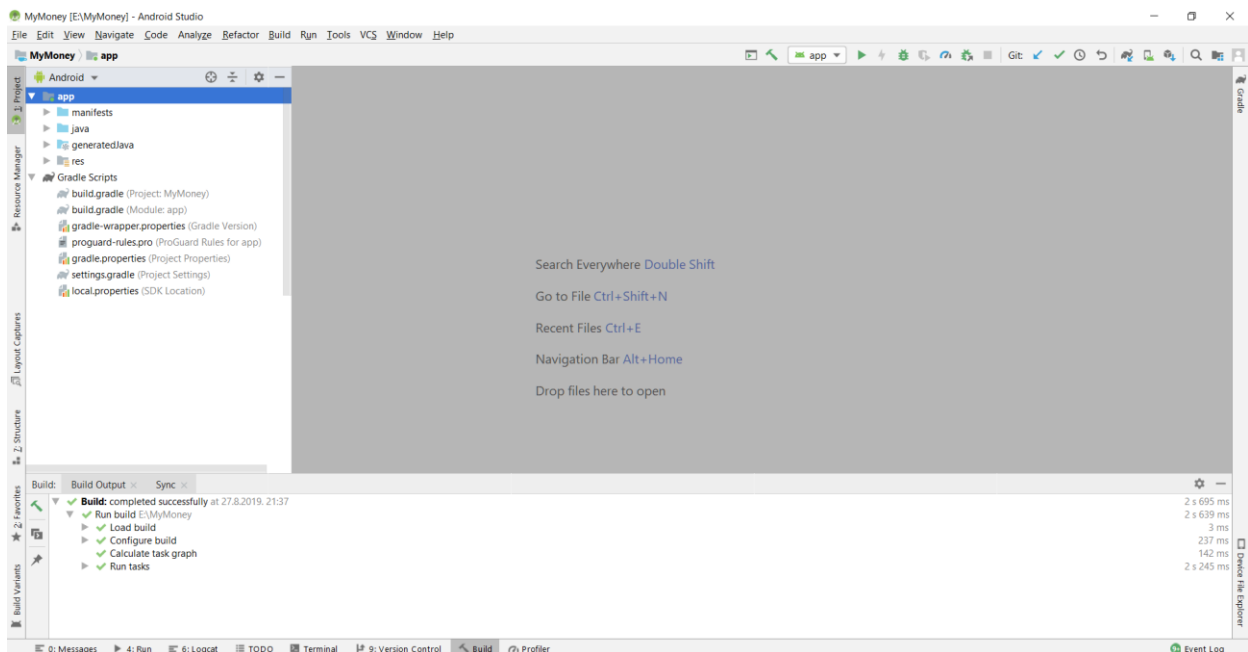 MyMoney [E:\MyMoney] - Android Studio
File Edit View Navigate Code Analyze Refactor Build Run Tools VCS Window Help
MyMoney app
app
Git:
Android
1: Project
Resource Manager
Layout Captures
Z: Structure
2: Favorites
Build Variants
app
manifests
java
generatedJava
res
Gradle Scripts
build.gradle (Project: MyMoney)
build.gradle (Module: app)
gradle-wrapper.properties (Gradle Version)
proguard-rules.pro (ProGuard Rules for app)
gradle.properties (Project Properties)
settings.gradle (Project Settings)
local.properties (SDK Location)
Search Everywhere Double Shift
Go to File Ctrl+Shift+N
Recent Files Ctrl+E
Navigation Bar Alt+Home
Drop files here to open
Gradle
Device File Explorer
Build: Build Output Sync
Build: completed successfully at 27.8.2019. 21:37 2 s 695 ms
Run build E:\MyMoney 2 s 639 ms
Load build 3 ms
Configure build 237 ms
Calculate task graph 142 ms
Run tasks 2 s 245 ms
0: Messages 4: Run 6: Logcat TODO Terminal 9: Version Control Build Profiler Event Log